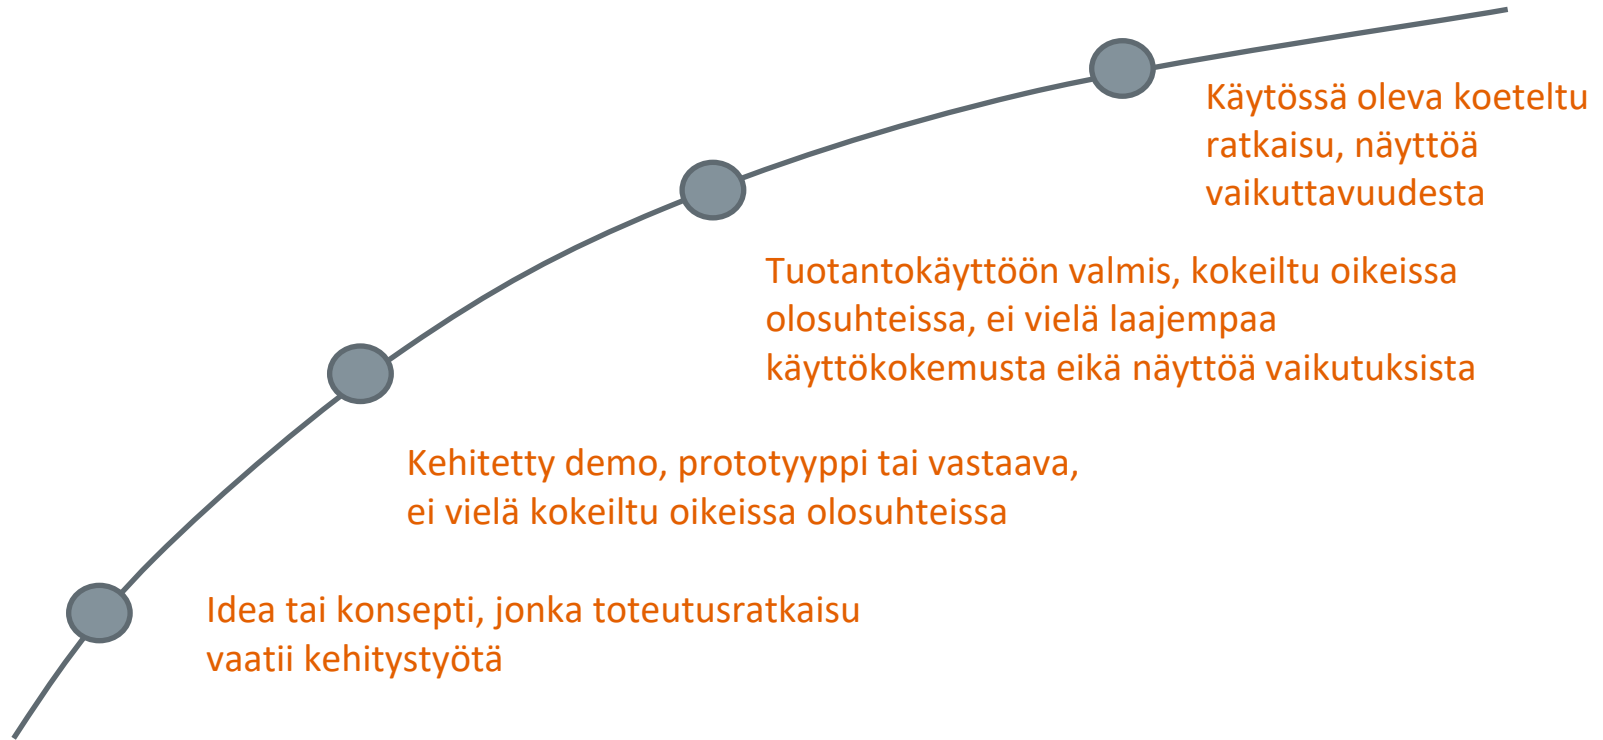 Käytössä oleva koeteltu
ratkaisu, näyttöä
vaikuttavuudesta
Tuotantokäyttöön valmis, kokeiltu oikeissa
olosuhteissa, ei vielä laajempaa
käyttökokemusta eikä näyttöä vaikutuksista
Kehitetty demo, prototyyppi tai vastaava,
ei vielä kokeiltu oikeissa olosuhteissa
Idea tai konsepti, jonka toteutusratkaisu
vaatii kehitystyötä